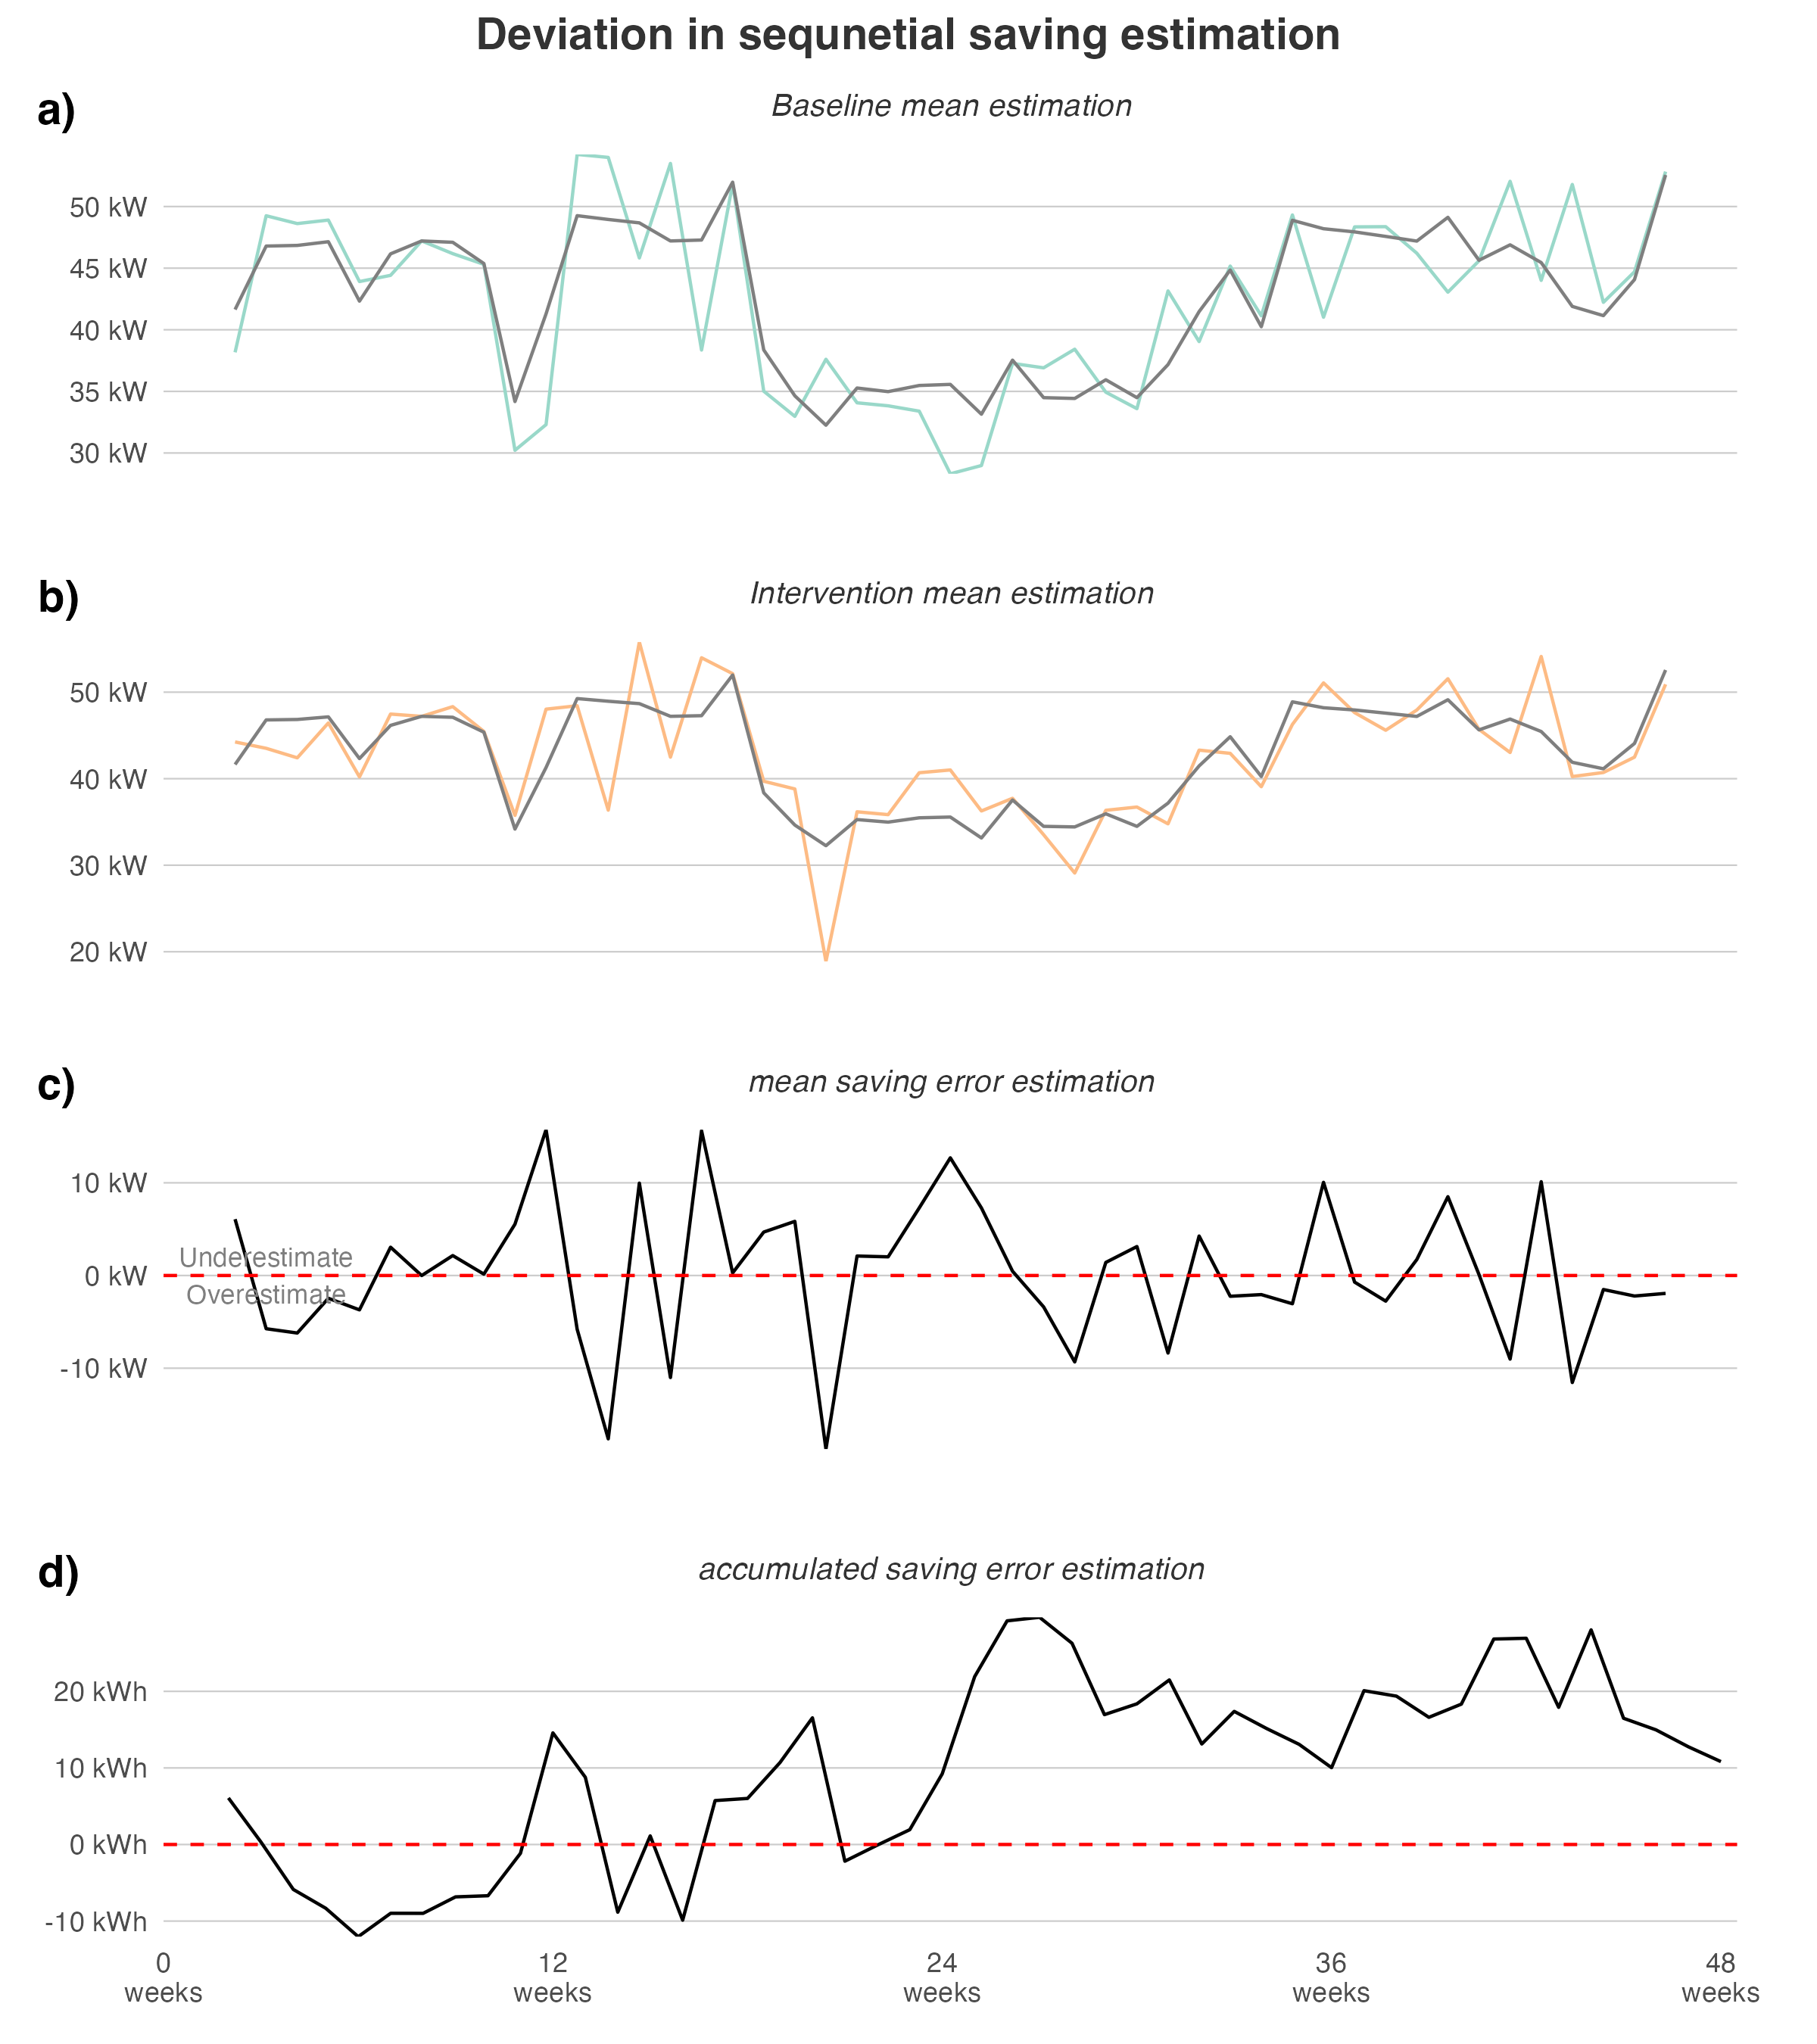 Deviation in sequnetial saving estimation
a)
Baseline mean estimation
50 kW
45 kW
40 kW
35 kW
30 kW
b)
Intervention mean estimation
50 kW
40 kW
30 kW
20 kW
c)
mean saving error estimation
10 kW
Underestimate
0 kW
Overestimate
-10 kW
d)
accumulated saving error estimation
20 kWh
10 kWh
0 kWh
-10 kWh
0 12 24 36 48
weeks weeks weeks weeks weeks